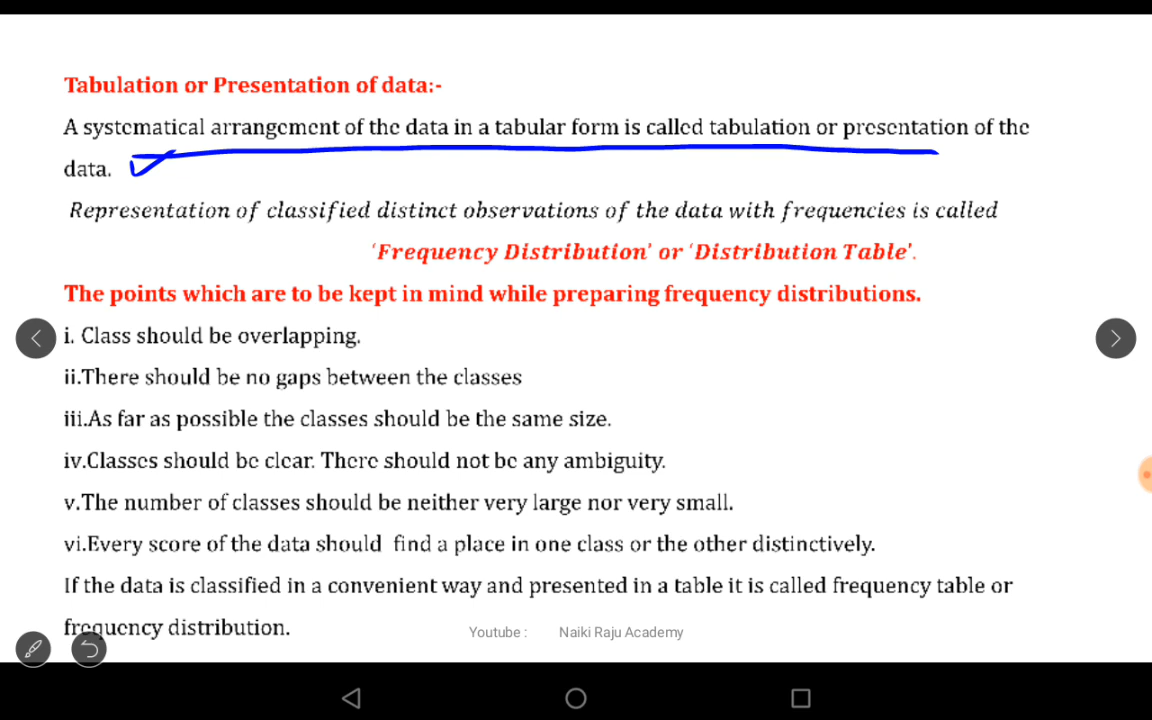 Tabulation or Presentation of data:-
A systematical arrangement of the data in a tabular form is called tabulation or presentation of the
data.
Representation of classified distinct observations of the data with frequencies is called
‘Frequency Distribution’ or ‘Distribution Table’.
The points which are to be kept in mind while preparing frequency distributions.
i. Class should be overlapping.
ii.There should be no gaps between the classes
iii.As far as possible the classes should be the same size.
iv.Classes should be clear. There should not be any ambiguity.
v.The number of classes should be neither very large nor very small.
vi.Every score of the data should find a place in one class or the other distinctively.
If the data is classified in a convenient way and presented in a table it is called frequency table or
frequency distribution.
Youtube : Naiki Raju Academy